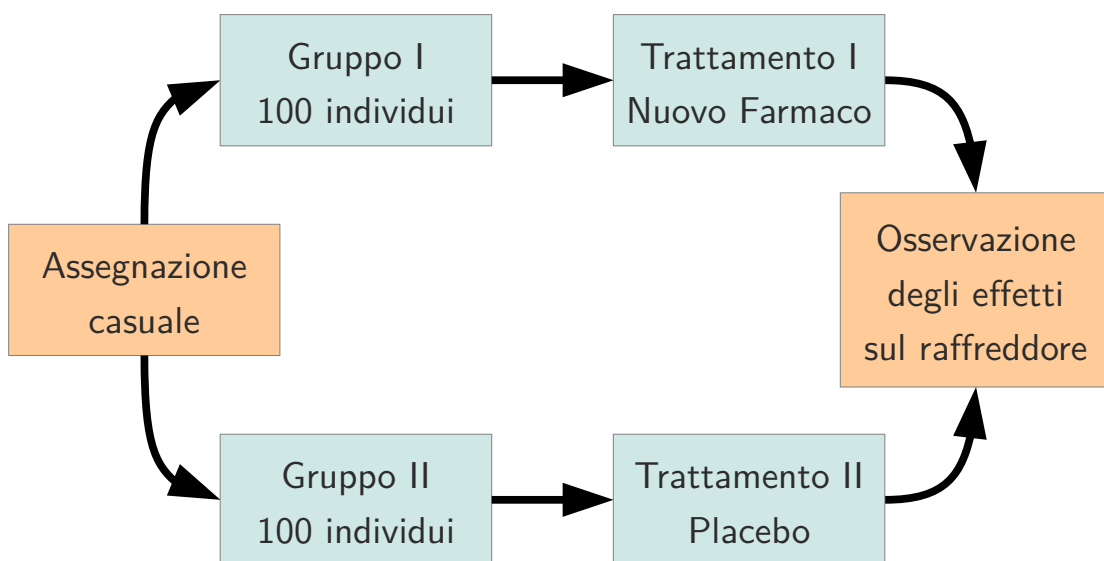 Gruppo I
100 individui
Trattamento I
Nuovo Farmaco
Assegnazione
casuale
Osservazione
degli effetti
sul raffreddore
Gruppo II
100 individui
Trattamento II
Placebo